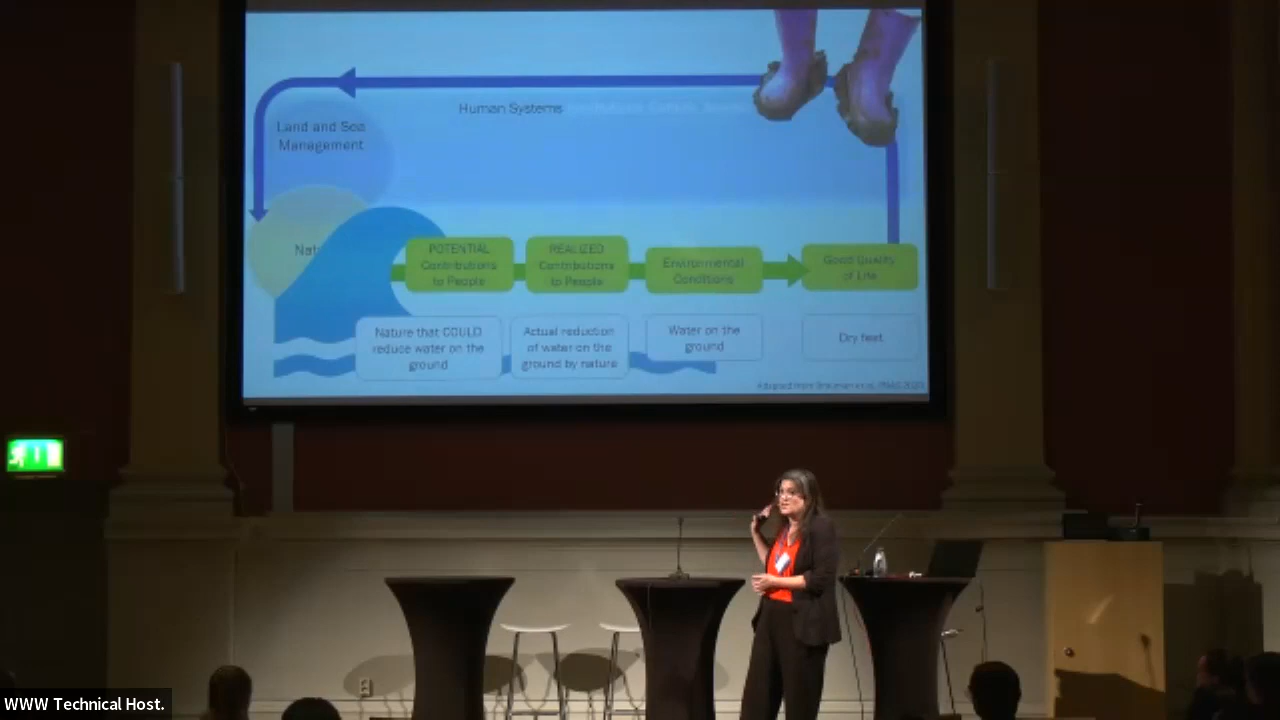 Human Systems
Land and Sea
Management
POTENTIAL
Contributions
to People
REALIZED
Contributions
to People
Environmental
Conditions
Good Quality
of Life
Nature that COULD
reduce water on the
ground
Actual reduction
of water on the
ground by nature
Water on the
ground
Dry feet
Adapted from
WWW Technical Host.